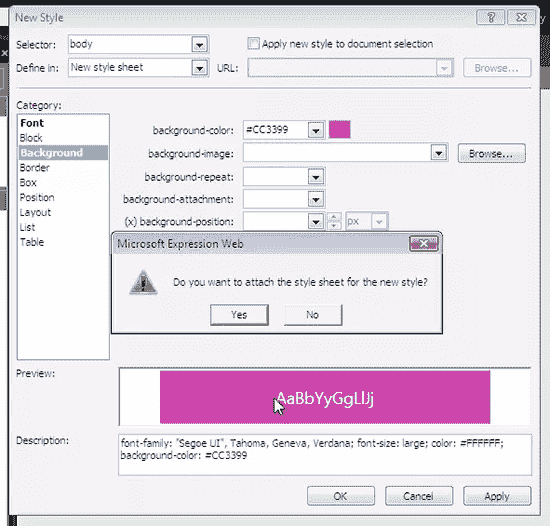 New Style
Selector: body Apply new style to document selection
Define in: New style sheet URL: Browse...
Category:
Font
Block
Background
Border
Box
Position
Layout
List
Table
background-color: #CC3399
background-image: Browse...
background-repeat:
background-attachment:
(x) background-position: px
Microsoft Expression Web
Do you want to attach the style sheet for the new style?
Yes No
Preview:
AaBbYyGgLlJj
Description:
font-family: "Segoe UI", Tahoma, Geneva, Verdana; font-size: large; color: #FFFFFF;
background-color: #CC3399
OK Cancel Apply